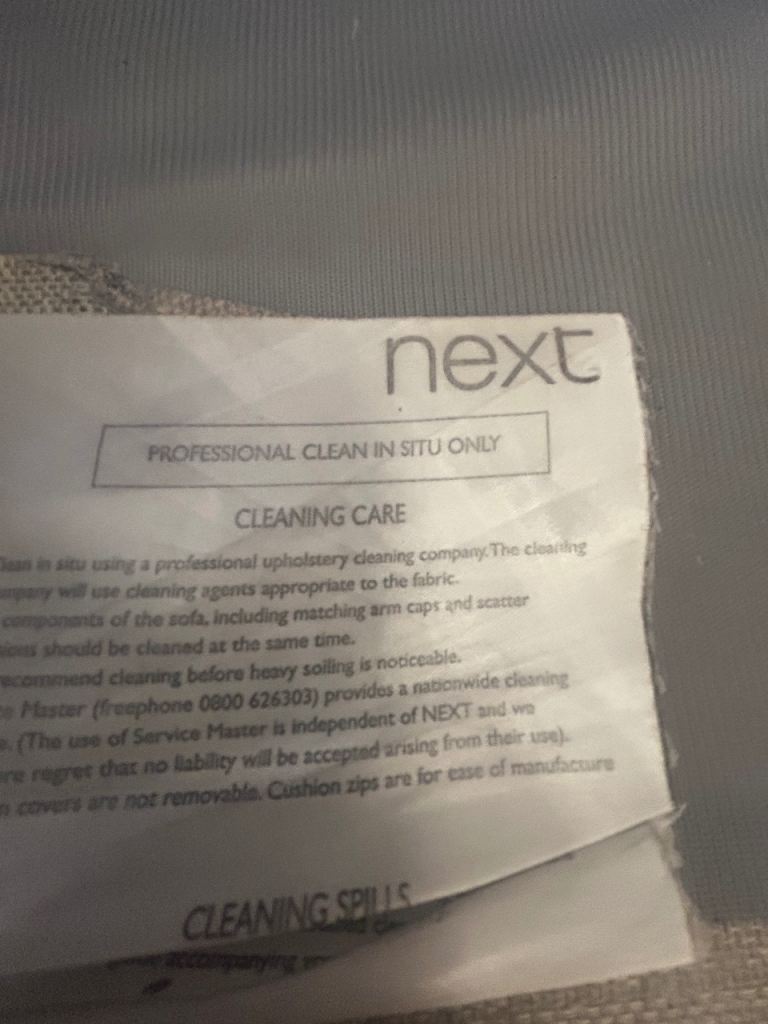 next
PROFESSIONAL CLEAN IN SITU ONLY
CLEANING CARE
in situ using a professional upholstery cleaning company. The cleaning
will use cleaning agents appropriate to the fabric.
components of the sofa, including matching arm caps and scatter
should be cleaned at the same time.
recommend cleaning before heavy soiling is noticeable.
Master (freephone 0800 626303) provides a nationwide cleaning
(The use of Service Master is independent of NEXT and we
regret that no liability will be accepted arising from their use).
covers are not removable. Cushion zips are for ease of manufacture
CLEANING SPILLS
accompanying